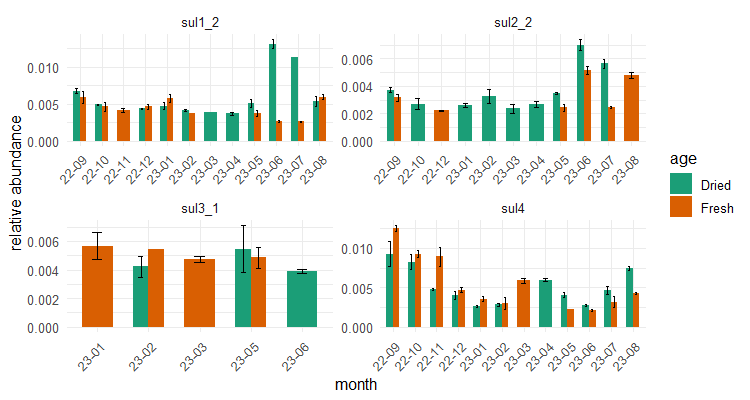 sul1_2
sul2_2
0.010
0.005
0.000
0.006
0.004
0.002
0.000
22-09 22-10 22-11 22-12 23-01 23-02 23-03 23-04 23-05 23-06 23-07 23-08
22-09 22-10 22-12 23-01 23-02 23-03 23-04 23-05 23-06 23-07 23-08
relative abundance
age
Dried
Fresh
sul3_1
sul4
0.006
0.004
0.002
0.000
0.010
0.005
0.000
23-01 23-02 23-03 23-05 23-06
22-09 22-10 22-11 22-12 23-01 23-02 23-03 23-04 23-05 23-06 23-07 23-08
month